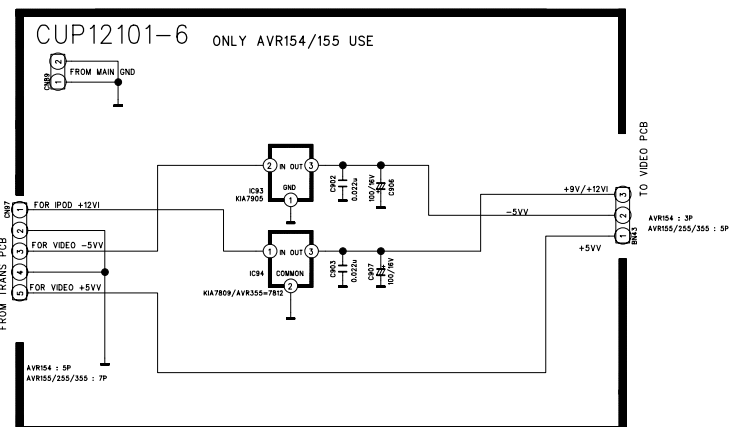 CUP12101-6 ONLY AVR154/155 USE
2
FROM MAIN GND
1
CN89
2 IN OUT 3
GND
1
IC93
KIA7905
C902
0.022u
100/16V
C906
TO VIDEO PCB
+9V/+12VI 3
-5VV 2
1
+5VV
BN43
AVR154 : 3P
AVR155/255/355 : 5P
CN97
1 FOR IPOD +12VI
2
3 FOR VIDEO -5VV
4
5 FOR VIDEO +5VV
FROM TRANS PCB
1 IN OUT 3
COMMON
2
IC94
KIA7809/AVR355=7812
C903
0.022u
C907
100/16V
AVR154 : 5P
AVR155/255/355 : 7P